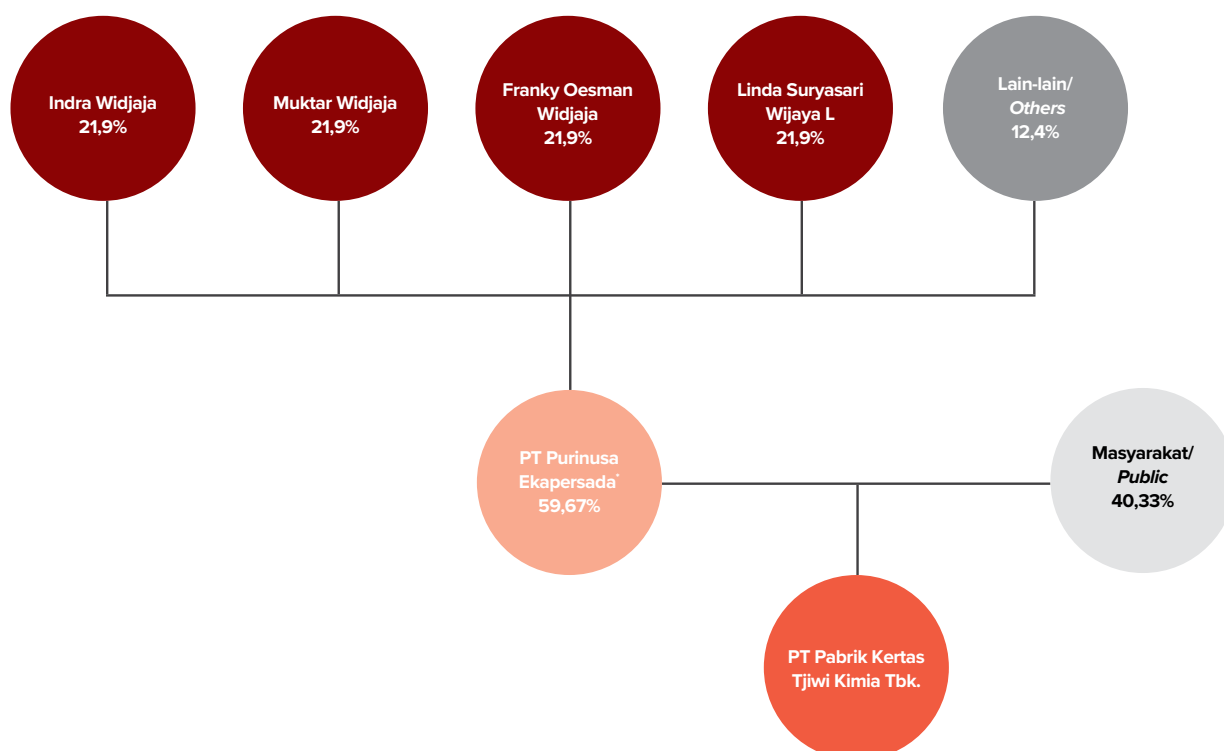 Indra Widjaja
21,9%
Muktar Widjaja
21,9%
Franky Oesman
Widjaja
21,9%
Linda Suryasari
Wijaya L
21,9%
Lain-lain/
Others
12,4%
PT Purinusa
Ekapersada*
59,67%
Masyarakat/
Public
40,33%
PT Pabrik Kertas
Tjiwi Kimia Tbk.